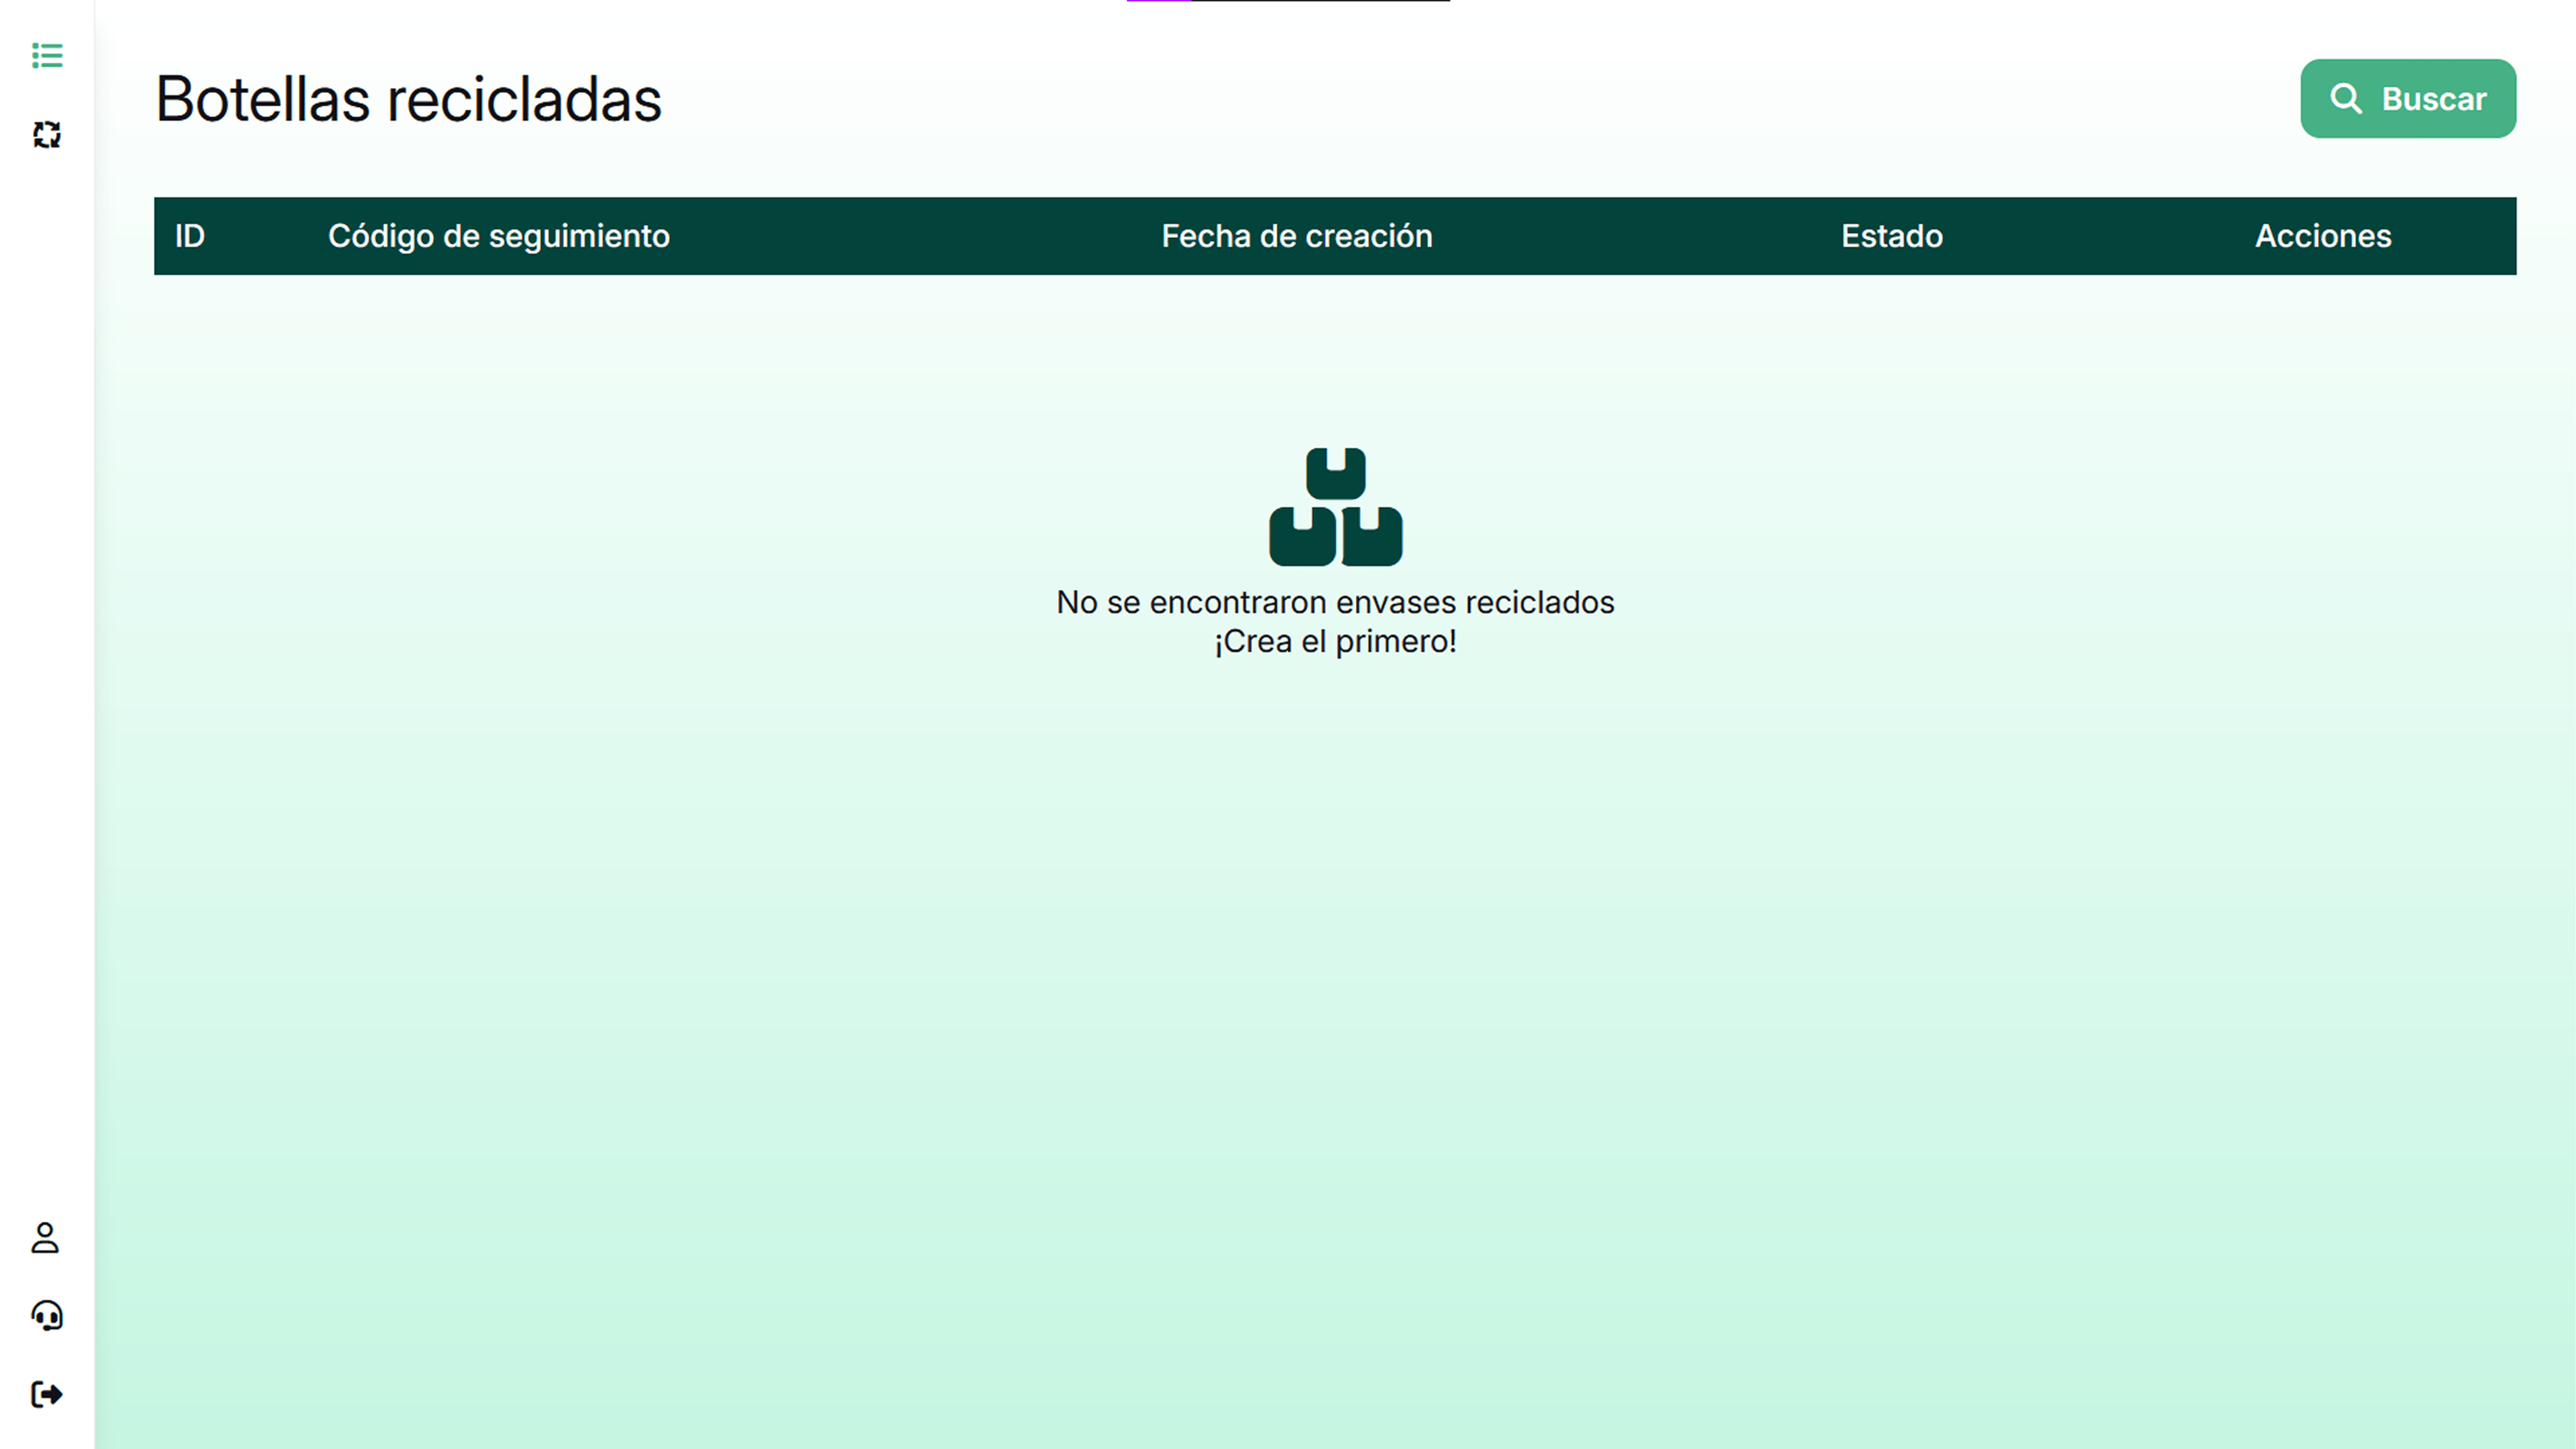 Botellas recicladas
Buscar
ID Código de seguimiento Fecha de creación Estado Acciones
No se encontraron envases reciclados
¡Crea el primero!